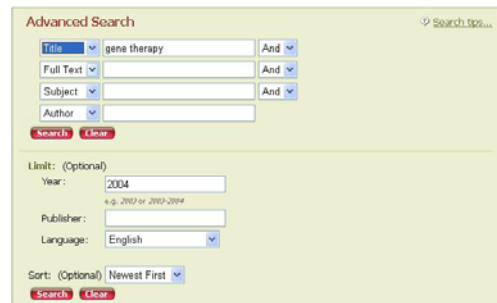 Advanced Search Search tips...
Title gene therapy And
Full Text And
Subject And
Author
Search Clear
Limit: (Optional)
Year: 2004
e.g. 2003 or 2003-2004
Publisher:
Language: English
Sort: (Optional) Newest First
Search Clear